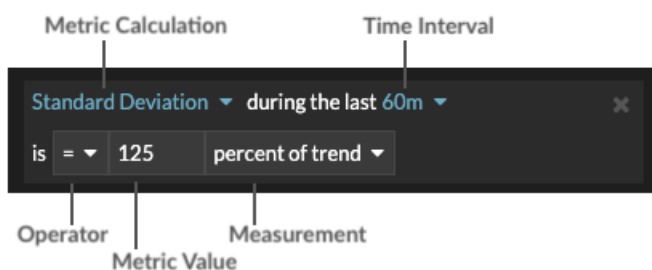 Metric Calculation Time Interval
Standard Deviation during the last 60m
is = 125 percent of trend
Operator Measurement
Metric Value